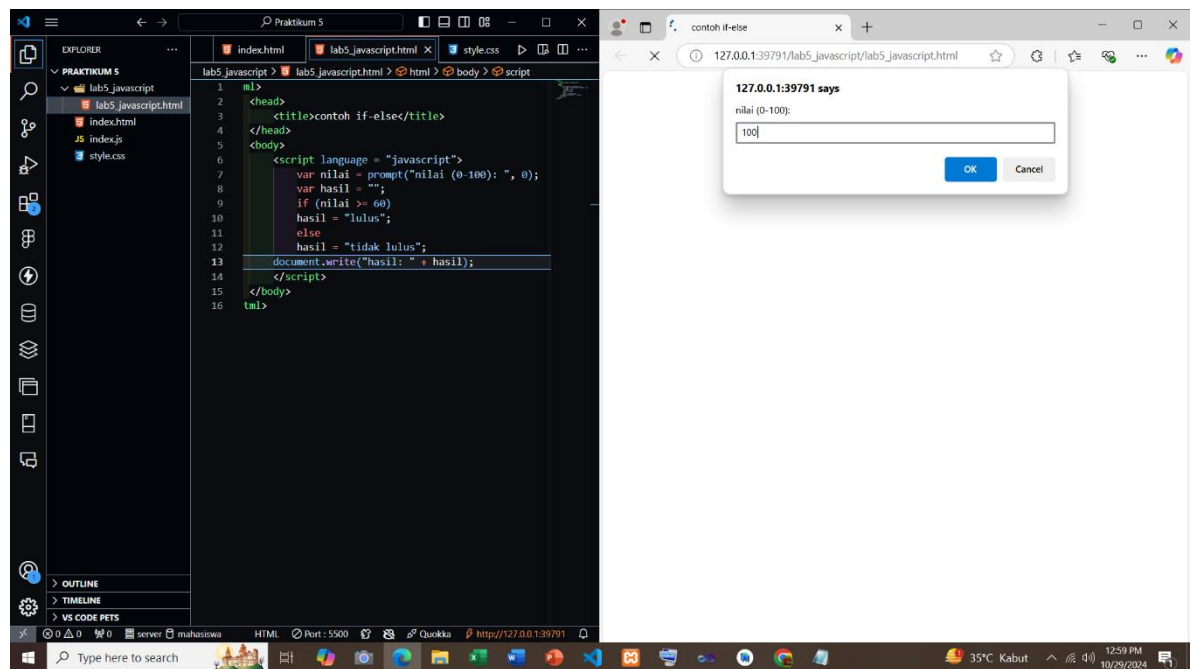 Praktikum 5
EXPLORER
PRAKTIKUM 5
lab5_javascript
lab5_javascript.html
index.html
JS index.js
style.css
OUTLINE
TIMELINE
VS CODE PETS
index.html
lab5_javascript.html
style.css
lab5_javascript > lab5_javascript.html > html > body > script
1 ml>
2 <head>
3 <title>contoh if-else</title>
4 </head>
5 <body>
6 <script language = "javascript">
7 var nilai = prompt("nilai (0-100): ", 0);
8 var hasil = "";
9 if (nilai >= 60)
10 hasil = "lulus";
11 else
12 hasil = "tidak lulus";
13 document.write("hasil: " + hasil);
14 </script>
15 </body>
16 tml>
0 0 0 server mahasiswa HTML Port : 5500 Quokka http://127.0.0.1:39791
contoh if-else
127.0.0.1:39791/lab5_javascript/lab5_javascript.html
127.0.0.1:39791 says
nilai (0-100):
100
OK Cancel
Type here to search
35°C Kabut
12:59 PM
10/29/2024